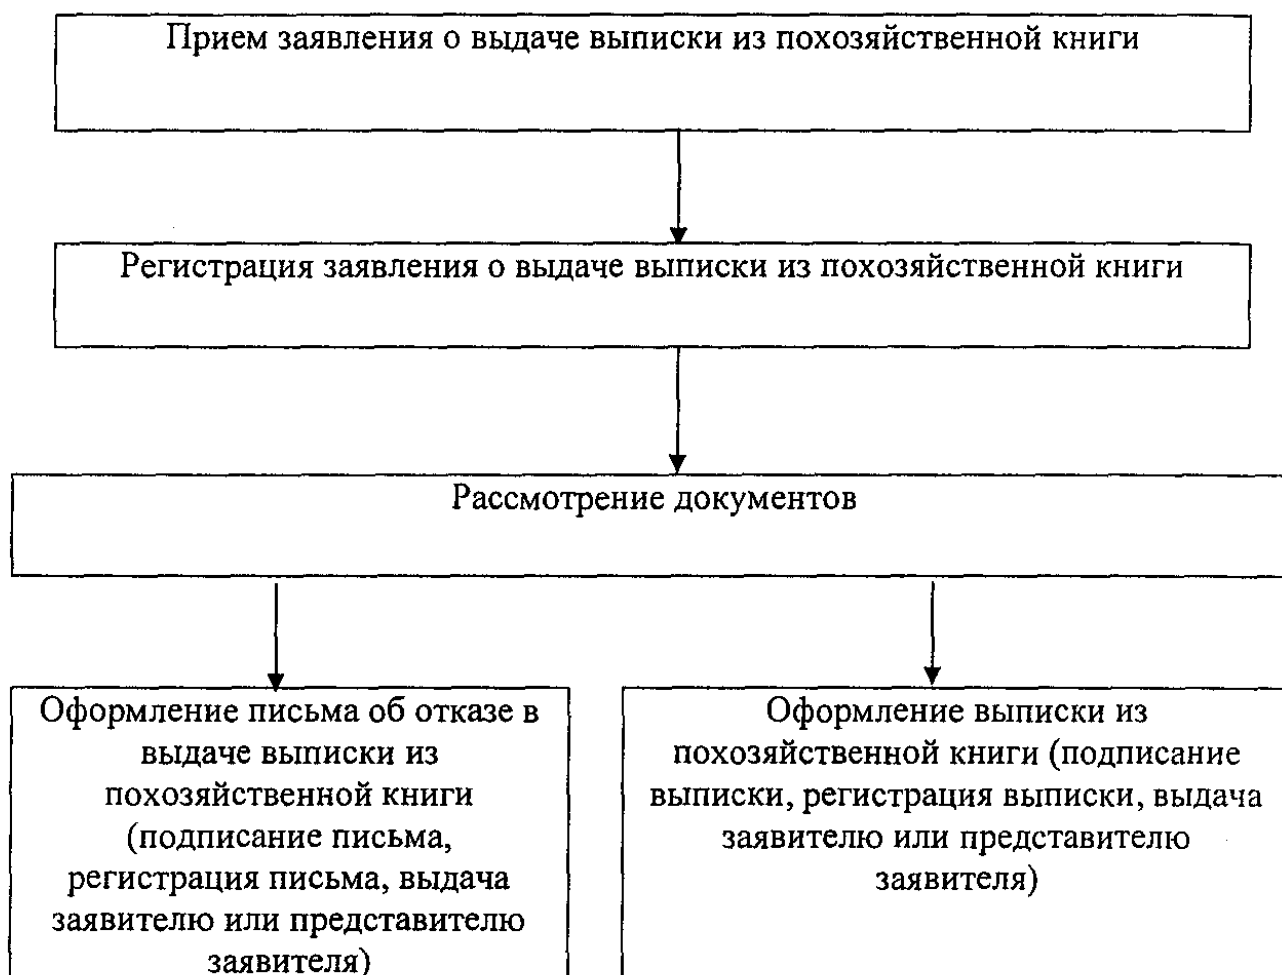 Прием заявления о выдаче выписки из похозяйственной книги
Регистрация заявления о выдаче выписки из похозяйственной книги
Рассмотрение документов
Оформление письма об отказе в
выдаче выписки из
похозяйственной книги
(подписание письма,
регистрация письма, выдача
заявителю или представителю
заявителя)
Оформление выписки из
похозяйственной книги (подписание
выписки, регистрация выписки, выдача
заявителю или представителю
заявителя)